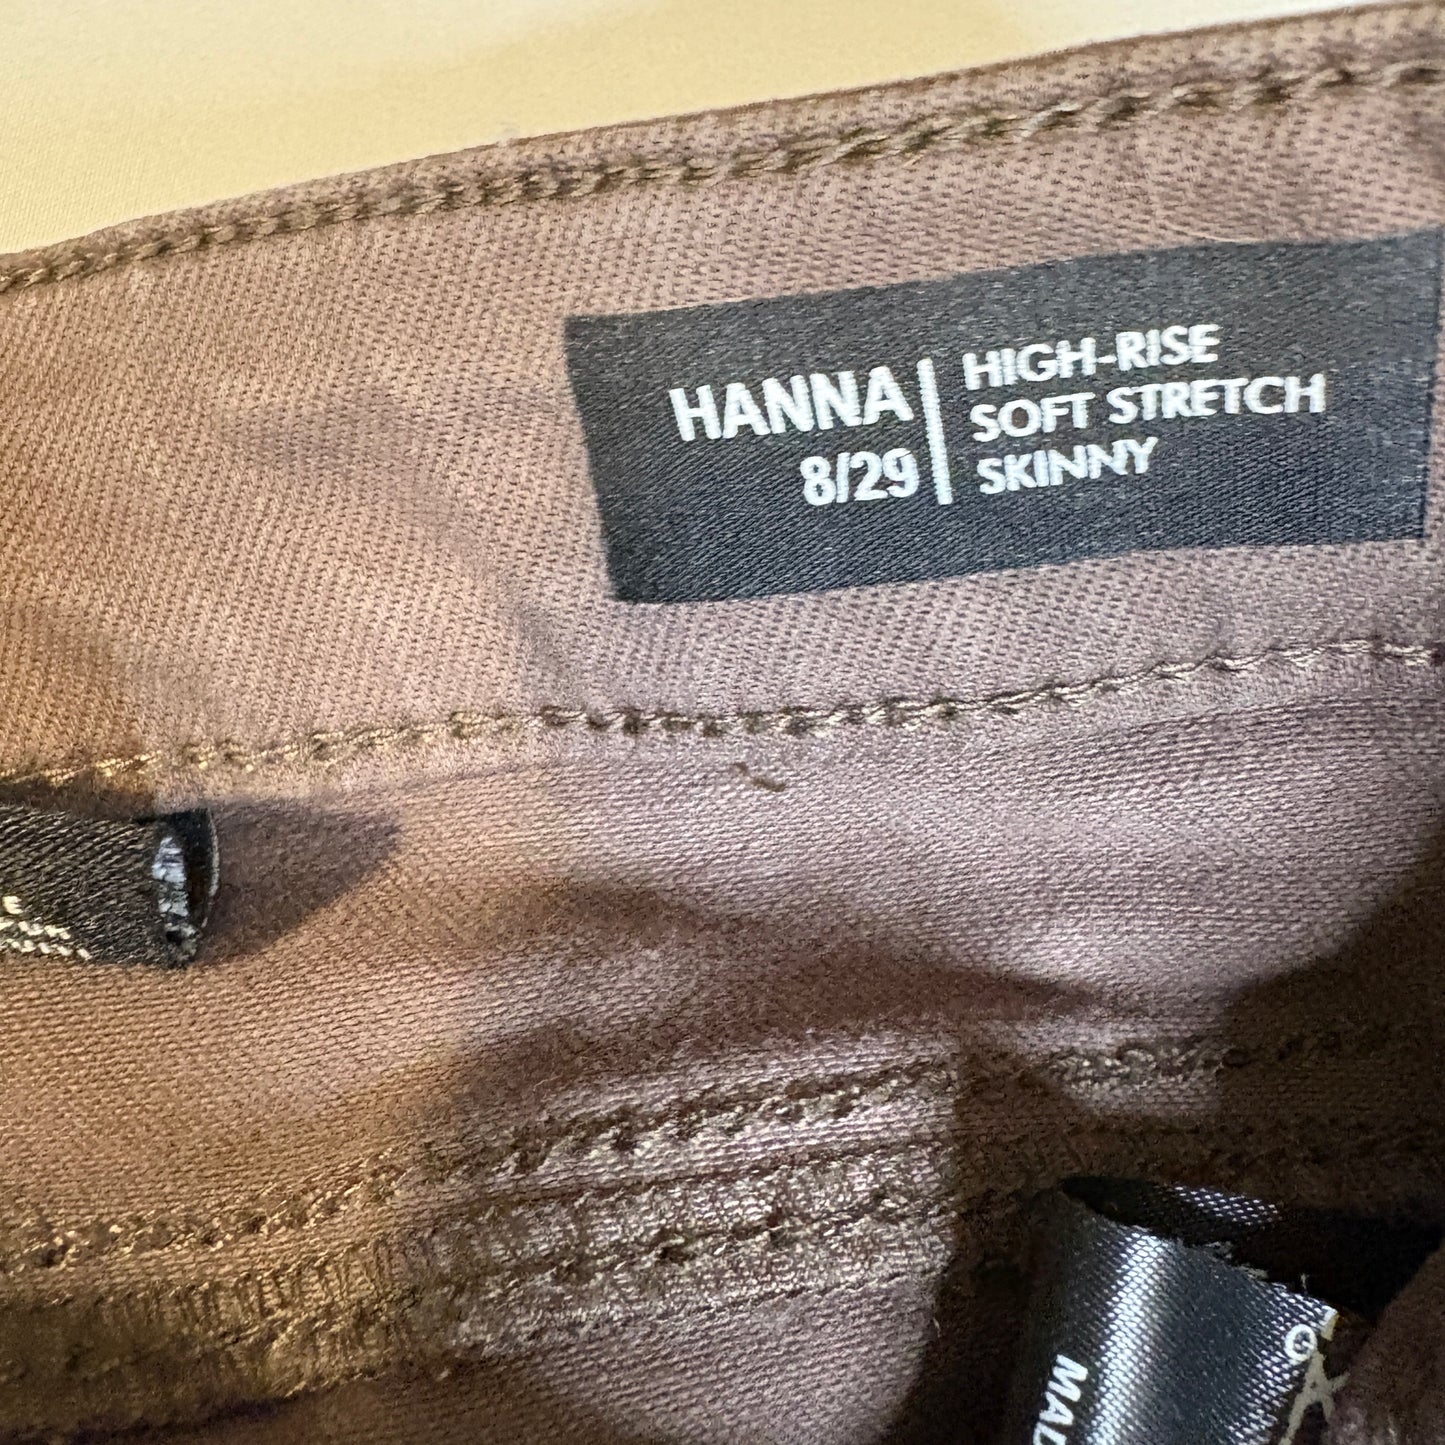 HANNA
8/29
HIGH-RISE
SOFT STRETCH
SKINNY